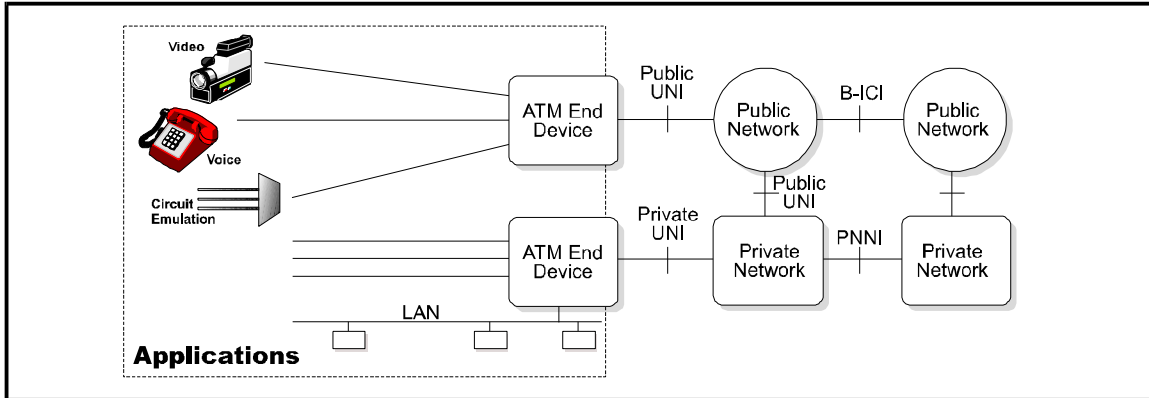 Video
Voice
Circuit
Emulation
ATM End
Device
Public
UNI
Public
Network
B-ICI
Public
Network
Public
UNI
ATM End
Device
Private
UNI
Private
Network
PNNI
Private
Network
LAN
Applications